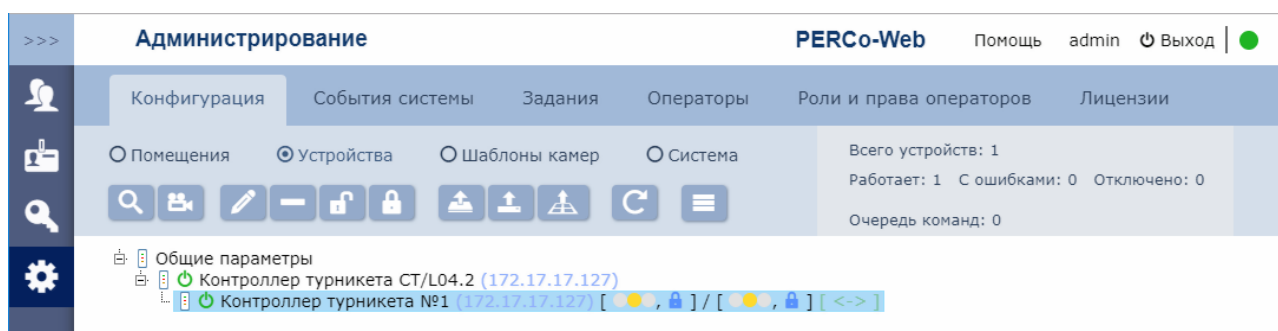 >>> Администрирование PERCo-Web Помощь admin Выход
Конфигурация События системы Задания Операторы Роли и права операторов Лицензии
Помещения Устройства Шаблоны камер Система
Всего устройств: 1
Работает: 1 С ошибками: 0 Отключено: 0
Очередь команд: 0
Общие параметры
Контроллер турникета CT/L04.2 (172.17.17.127)
Контроллер турникета №1 (172.17.17.127) [ , ] / [ , ] [ <-> ]